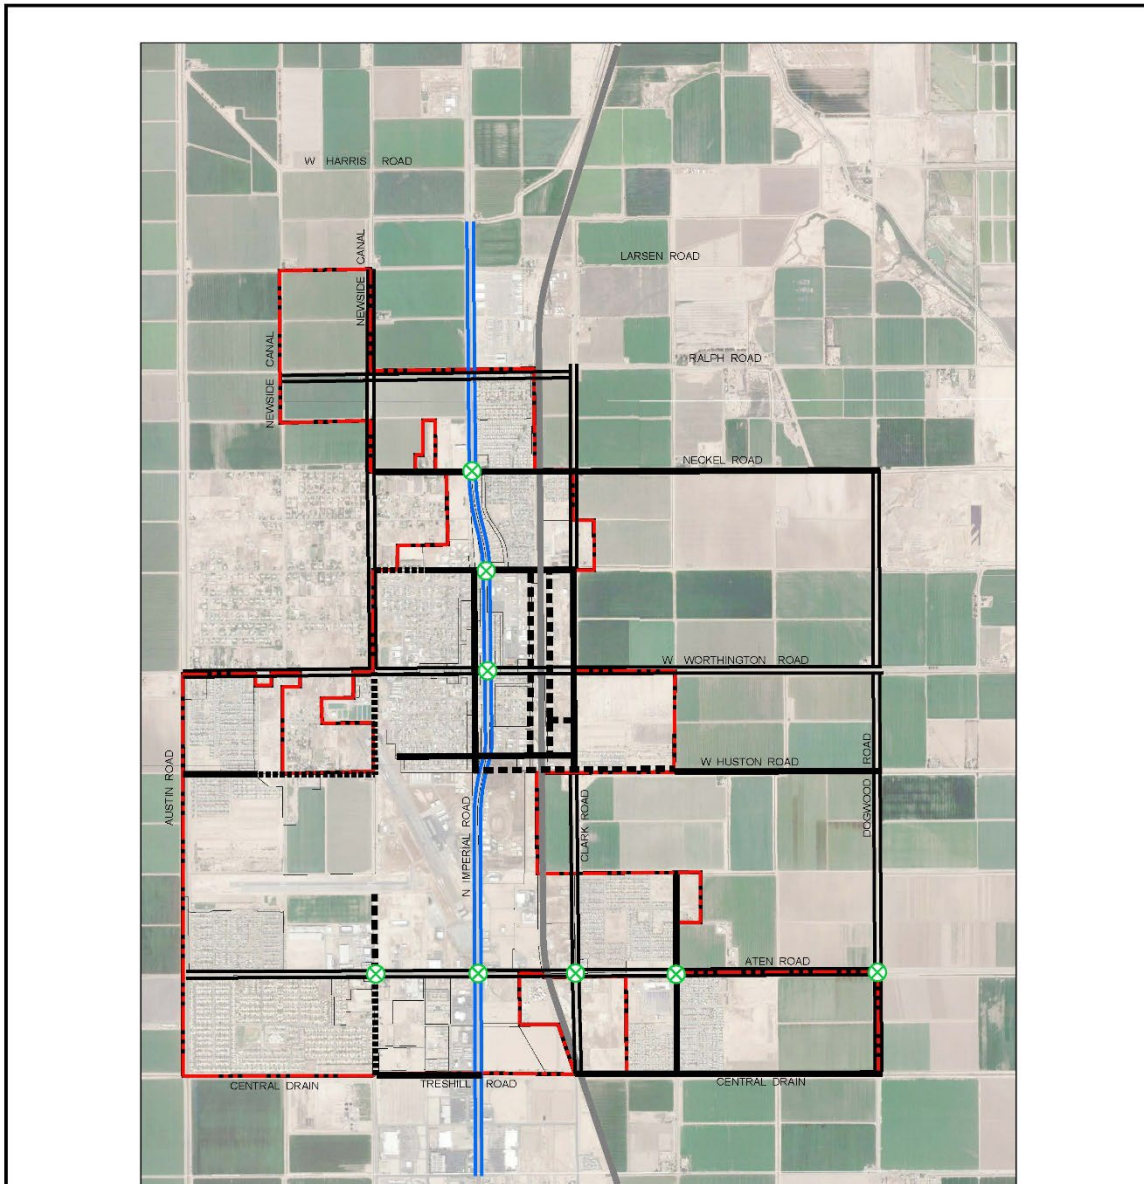 W HARRIS ROAD
NEWSIDE CANAL
LARSEN ROAD
NEWSIDE CANAL
RALPH ROAD
NECKEL ROAD
W WORTHINGTON ROAD
AUSTIN ROAD
W HUSTON ROAD
DOGWOOD ROAD
N IMPERIAL ROAD
CLARK ROAD
ATEN ROAD
CENTRAL DRAIN
TRESHILL ROAD
CENTRAL DRAIN